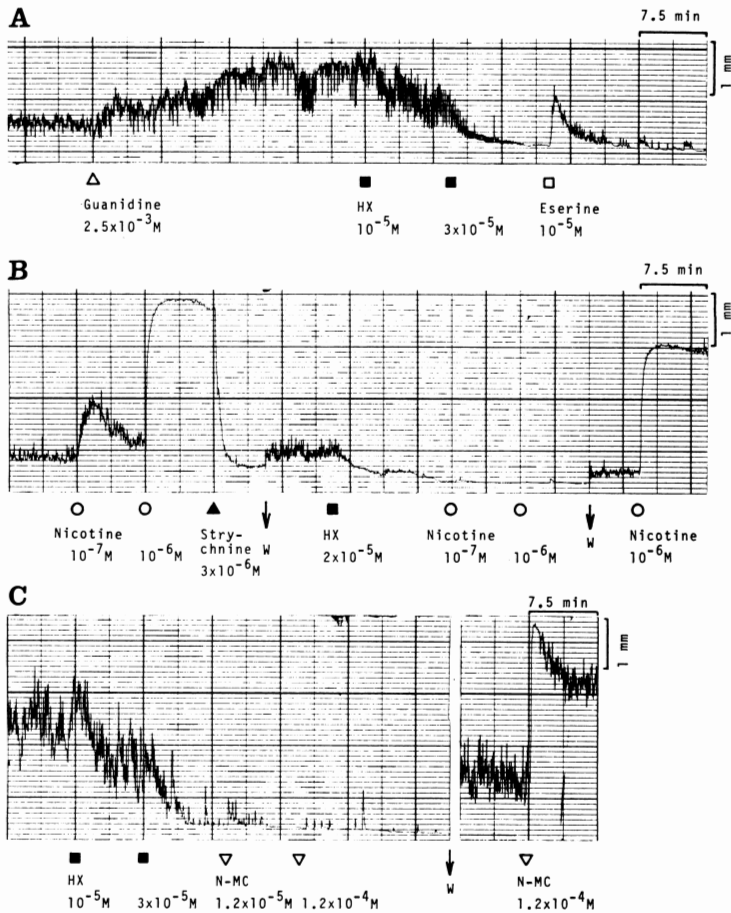 A
7.5 min
1 mm
Guanidine
2.5x10⁻³M
HX
10⁻⁵M
3x10⁻⁵M
Eserine
10⁻⁵M
B
7.5 min
1 mm
Nicotine
10⁻⁷M
10⁻⁶M
Stry-
chnine
3x10⁻⁶M
W
HX
2x10⁻⁵M
Nicotine
10⁻⁷M
10⁻⁶M
W
Nicotine
10⁻⁶M
C
7.5 min
1 mm
HX
10⁻⁵M
3x10⁻⁵M
N-MC
1.2x10⁻⁵M
1.2x10⁻⁴M
W
N-MC
1.2x10⁻⁴M